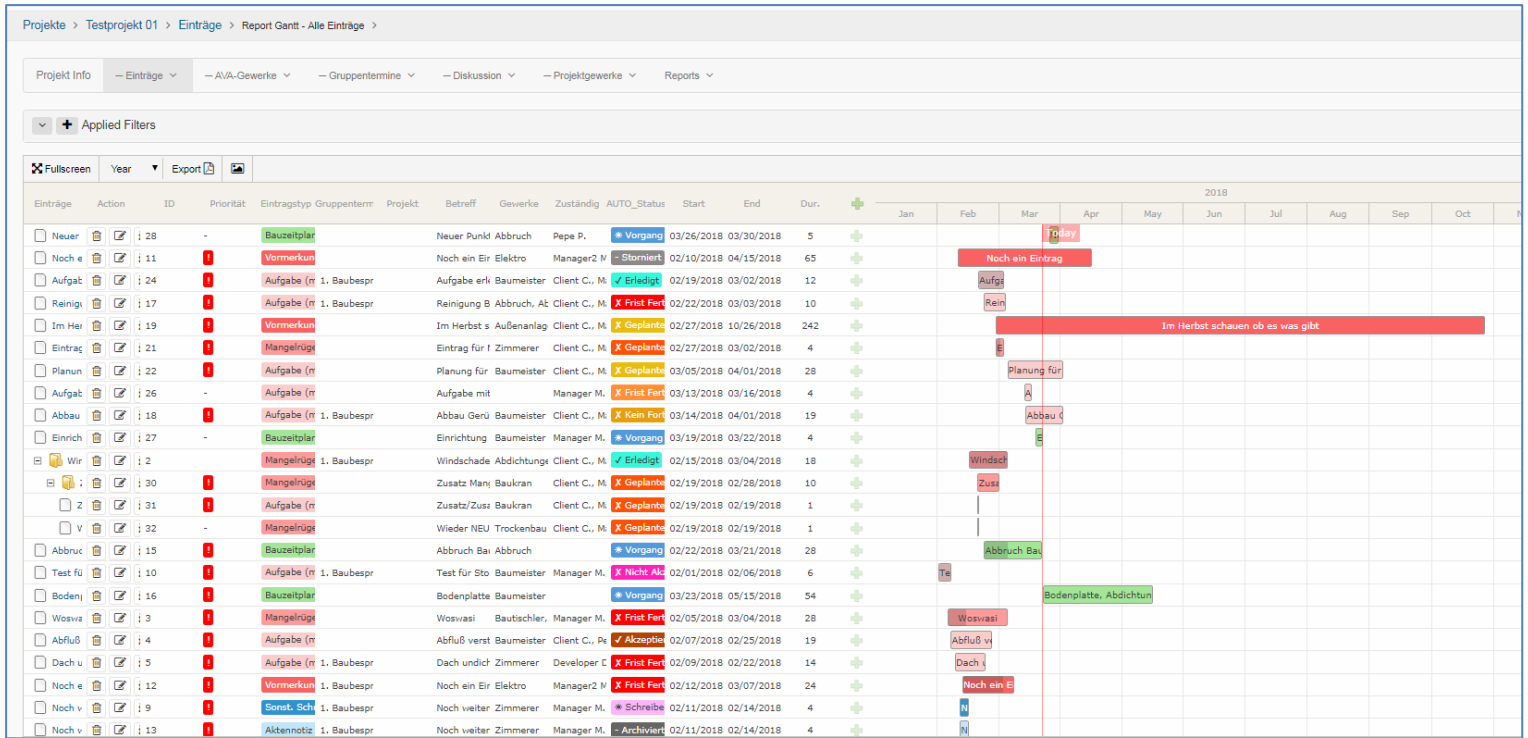 Projekte > Testprojekt 01 > Einträge > Report Gantt - Alle Einträge >
Projekt Info — Einträge — AVA-Gewerke — Gruppentermine — Diskussion — Projektgewerke Reports
Applied Filters
Fullscreen Year Export
2018
Einträge Action ID Priorität Eintragstyp Gruppenterm Projekt Betreff Gewerke Zuständig AUTO_Status Start End Dur.
Jan Feb Mar Apr May Jun Jul Aug Sep Oct N
Neuer 28 - Bauzeitplan Neuer Punkt Abbruch Pepe P. Vorgang 03/26/2018 03/30/2018 5 Today
Noch e 11 ! Vormerkun Noch ein Ein Elektro Manager2 M - Storniert 02/10/2018 04/15/2018 65 Noch ein Eintrag
Aufgab 24 ! Aufgabe (m 1. Baubespr Aufgabe erle Baumeister Client C., Ma ✓ Erledigt 02/19/2018 03/02/2018 12 Aufga
Reinigu 17 ! Aufgabe (m 1. Baubespr Reinigung B Abbruch, Ab Client C., Ma X Frist Fert 02/22/2018 03/03/2018 10 Rein
Im Her 19 ! Vormerkun Im Herbst s Außenanlag Client C., Ma X Geplante 02/27/2018 10/26/2018 242 Im Herbst schauen ob es was gibt
Eintrag 21 ! Mangelrüge Eintrag für M Zimmerer Client C., Ma X Geplante 02/27/2018 03/02/2018 4 E
Planun 22 ! Aufgabe (m Planung für Baumeister Client C., Ma X Geplante 03/05/2018 04/01/2018 28 Planung für
Aufgab 26 - Aufgabe (m Aufgabe mit Manager M. X Frist Fert 03/13/2018 03/16/2018 4 A
Abbau 18 ! Aufgabe (m 1. Baubespr Abbau Gerü Baumeister Client C., Ma X Kein Fort 03/14/2018 04/01/2018 19 Abbau G
Einrich 27 - Bauzeitplan Einrichtung Baumeister Manager M. Vorgang 03/19/2018 03/22/2018 4 E
Win 2 Mangelrüge 1. Baubespr Windschade Abdichtunge Client C., Ma ✓ Erledigt 02/15/2018 03/04/2018 18 Windsch
Z 30 ! Mangelrüge Zusatz Mang Baukran Client C., Ma X Geplante 02/19/2018 02/28/2018 10 Zusa
Z 31 ! Aufgabe (m Zusatz/Zusa Baukran Client C., Ma X Geplante 02/19/2018 02/19/2018 1
W 32 - Mangelrüge Wieder NEU Trockenbau Client C., Ma X Geplante 02/19/2018 02/19/2018 1
Abbruc 15 ! Bauzeitplan Abbruch Bau Abbruch Vorgang 02/22/2018 03/21/2018 28 Abbruch Bau
Test fü 10 ! Aufgabe (m 1. Baubespr Test für Sto Baumeister Manager M. X Nicht Akz 02/01/2018 02/06/2018 6 Te
Bodenp 16 ! Bauzeitplan Bodenplatte Baumeister Vorgang 03/23/2018 05/15/2018 54 Bodenplatte, Abdichtun
Woswa 3 ! Mangelrüge Woswasi Bautischler, Manager M. X Frist Fert 02/05/2018 03/04/2018 28 Woswasi
Abfluß 4 ! Aufgabe (m Abfluß verst Baumeister Client C., Pe ✓ Akzeptier 02/07/2018 02/25/2018 19 Abfluß ve
Dach u 5 ! Aufgabe (m 1. Baubespr Dach undich Zimmerer Developer D X Frist Fert 02/09/2018 02/22/2018 14 Dach u
Noch e 12 ! Vormerkun 1. Baubespr Noch ein Ein Elektro Manager2 M X Frist Fert 02/12/2018 03/07/2018 24 Noch ein E
Noch w 9 ! Sonst. Schr 1. Baubespr Noch weiter Zimmerer Manager M. Schreibe 02/11/2018 02/14/2018 4 N
Noch w 13 ! Aktennotiz 1. Baubespr Noch weiter Zimmerer Manager M. - Archiviert 02/11/2018 02/14/2018 4 N